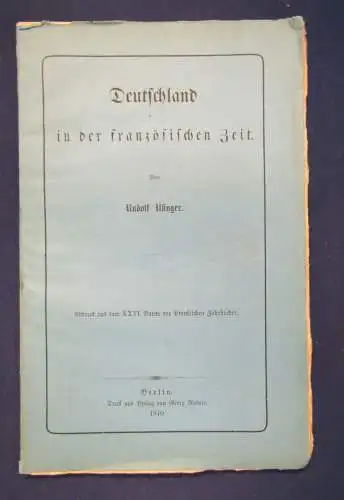 Deutschland
in der französischen Zeit.
Von
Rudolf Usinger.
Abdruck aus dem XXVI. Bande der Preußischen Jahrbücher.
Berlin.
Druck und Verlag von Georg Reimer.
1870.